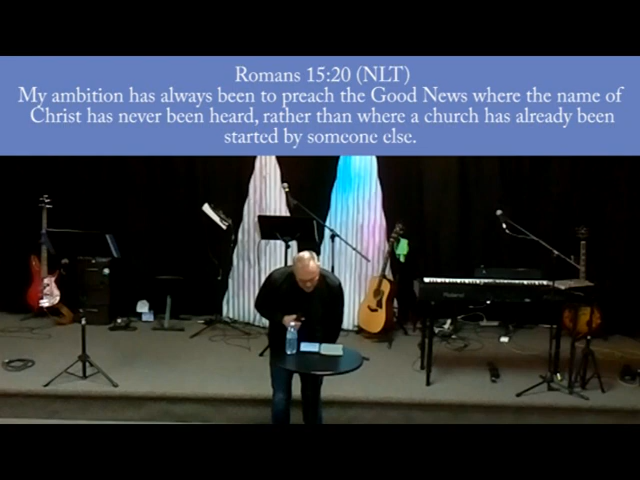 Romans 15:20 (NLT)
My ambition has always been to preach the Good News where the name of
Christ has never been heard, rather than where a church has already been
started by someone else.
Roland